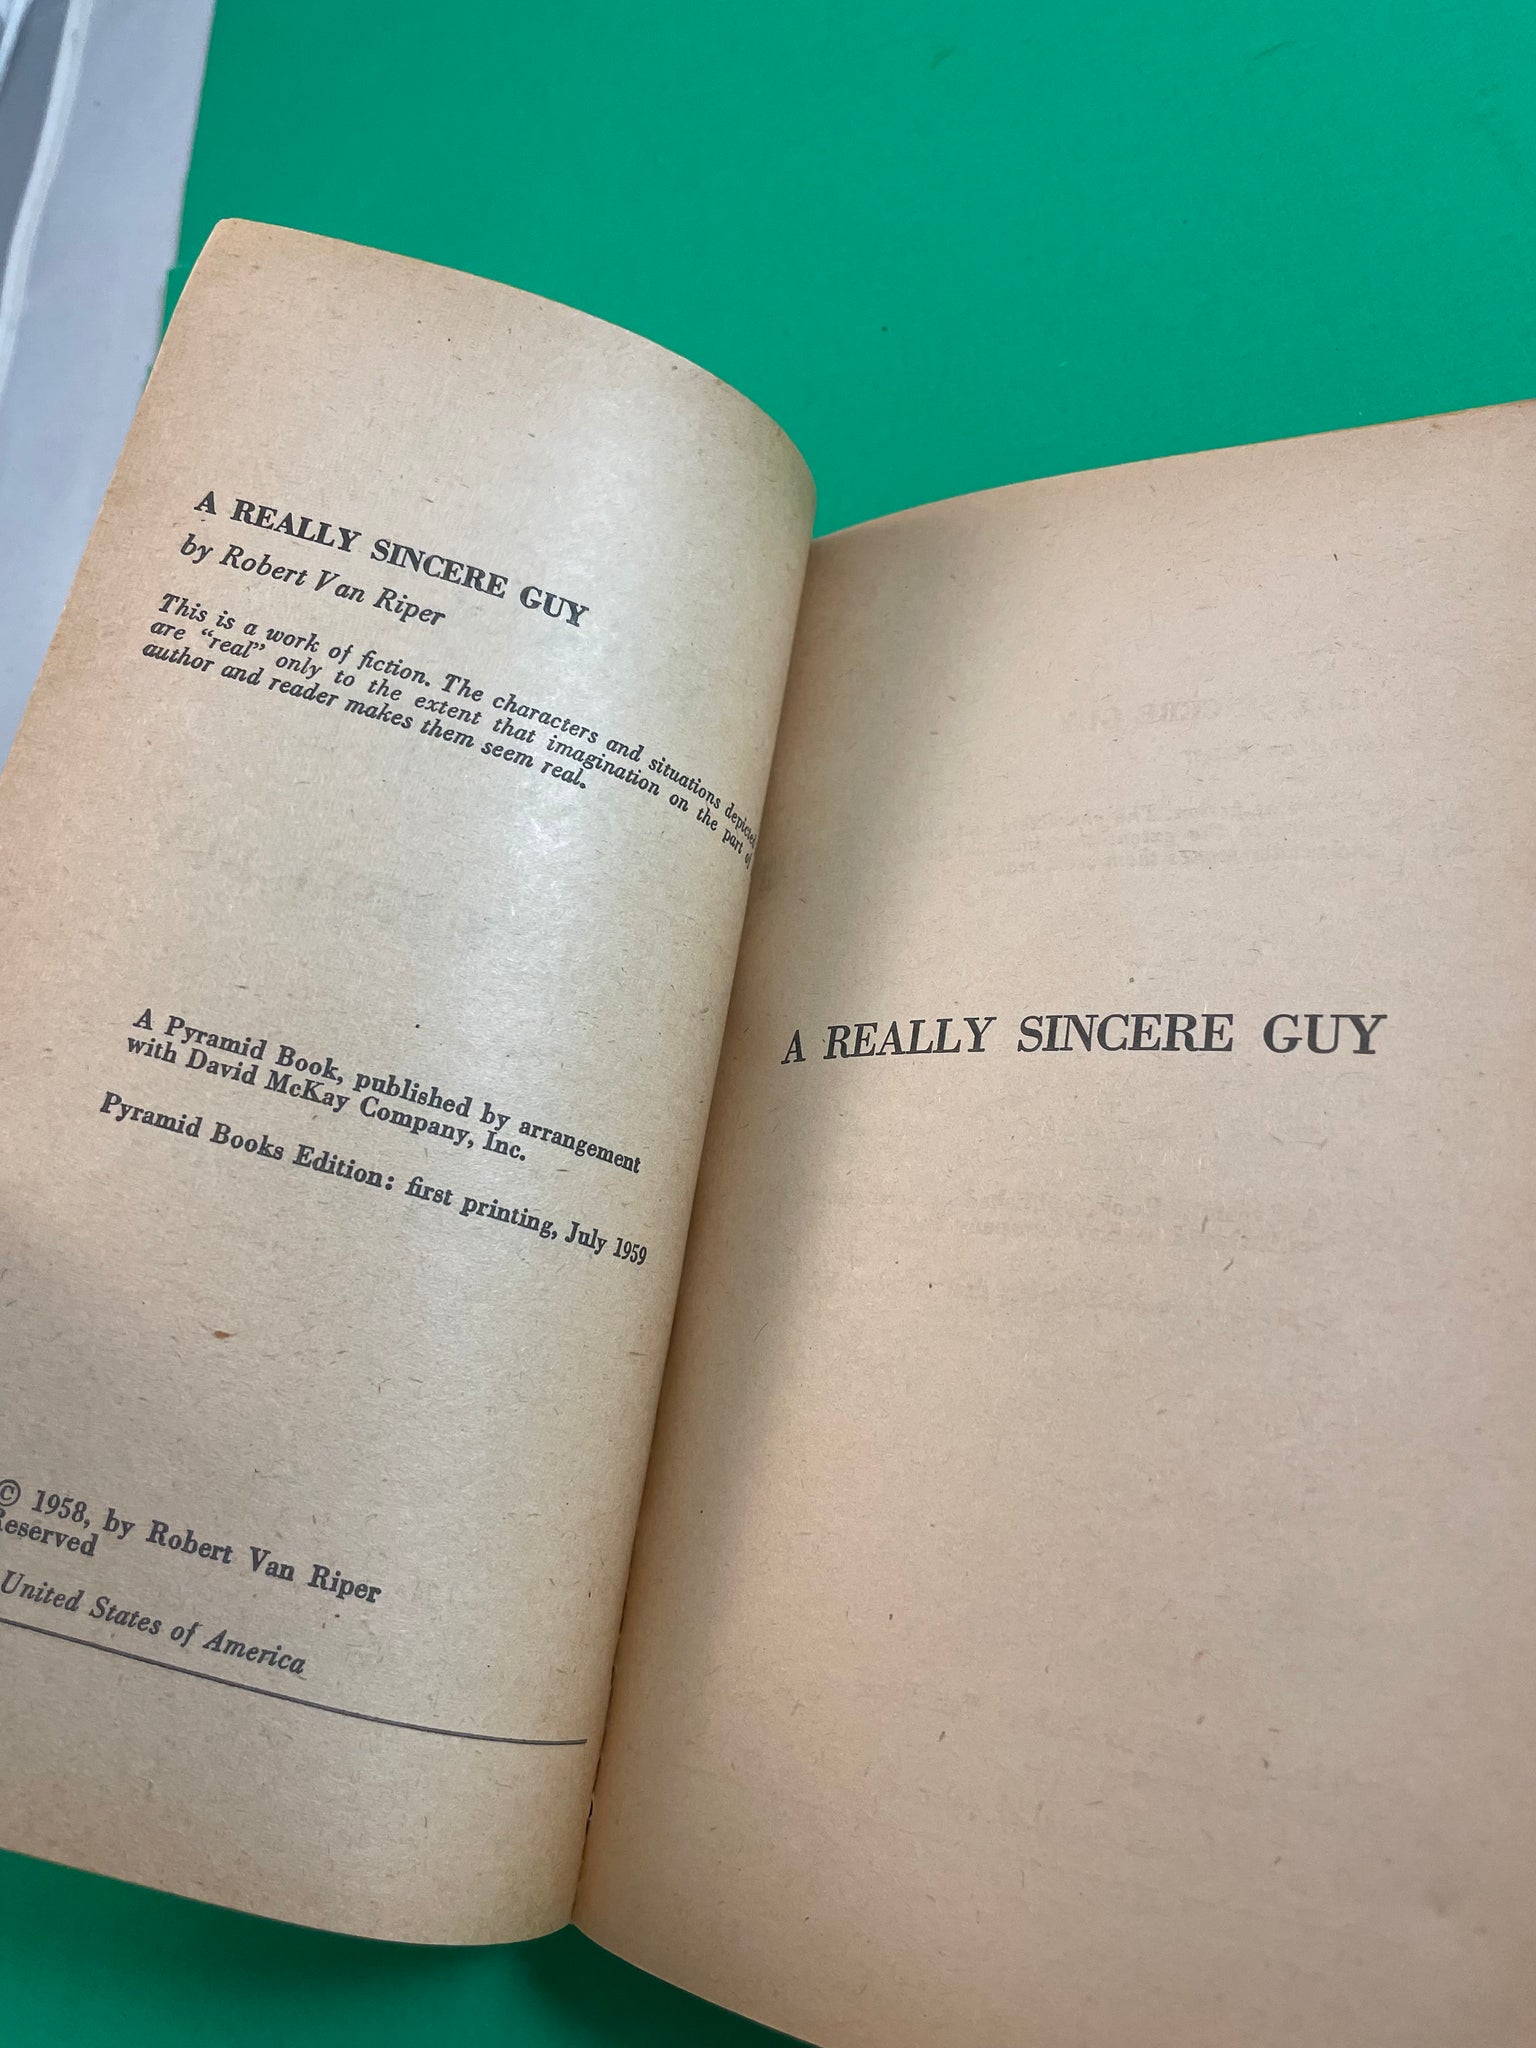 A REALLY SINCERE GUY
by Robert Van Riper
This is a work of fiction. The characters and situations depicted
are “real” only to the extent that imagination on the part of
author and reader makes them seem real.
A Pyramid Book, published by arrangement
with David McKay Company, Inc.
Pyramid Books Edition: first printing, July 1959
© 1958, by Robert Van Riper
Reserved
United States of America
A REALLY SINCERE GUY